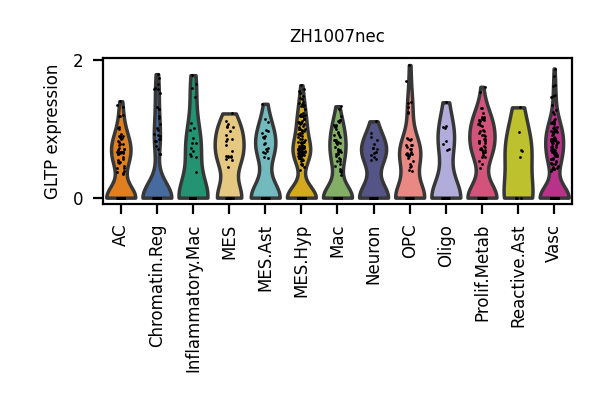 ZH1007nec
GLTP expression
2
0
AC
Chromatin.Reg
Inflammatory.Mac
MES
MES.Ast
MES.Hyp
Mac
Neuron
OPC
Oligo
Prolif.Metab
Reactive.Ast
Vasc